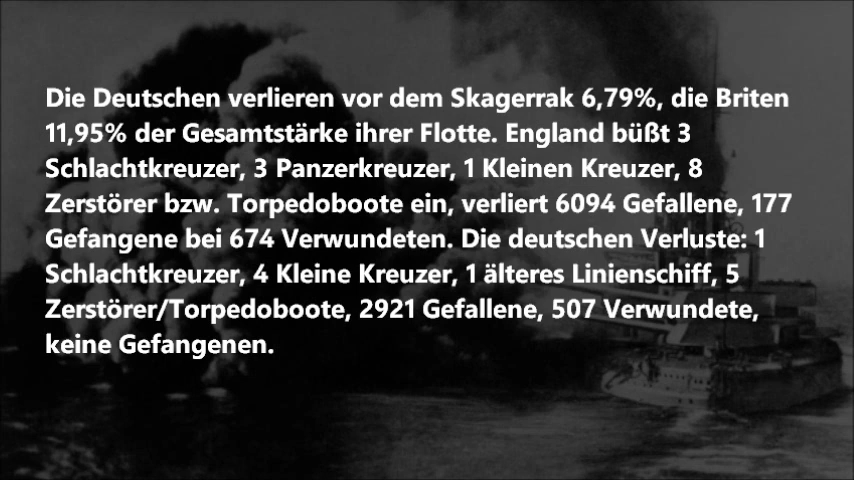 Die Deutschen verlieren vor dem Skagerrak 6,79%, die Briten
11,95% der Gesamtstärke ihrer Flotte. England büßt 3
Schlachtkreuzer, 3 Panzerkreuzer, 1 Kleinen Kreuzer, 8
Zerstörer bzw. Torpedoboote ein, verliert 6094 Gefallene, 177
Gefangene bei 674 Verwundeten. Die deutschen Verluste: 1
Schlachtkreuzer, 4 Kleine Kreuzer, 1 älteres Linienschiff, 5
Zerstörer/Torpedoboote, 2921 Gefallene, 507 Verwundete,
keine Gefangenen.